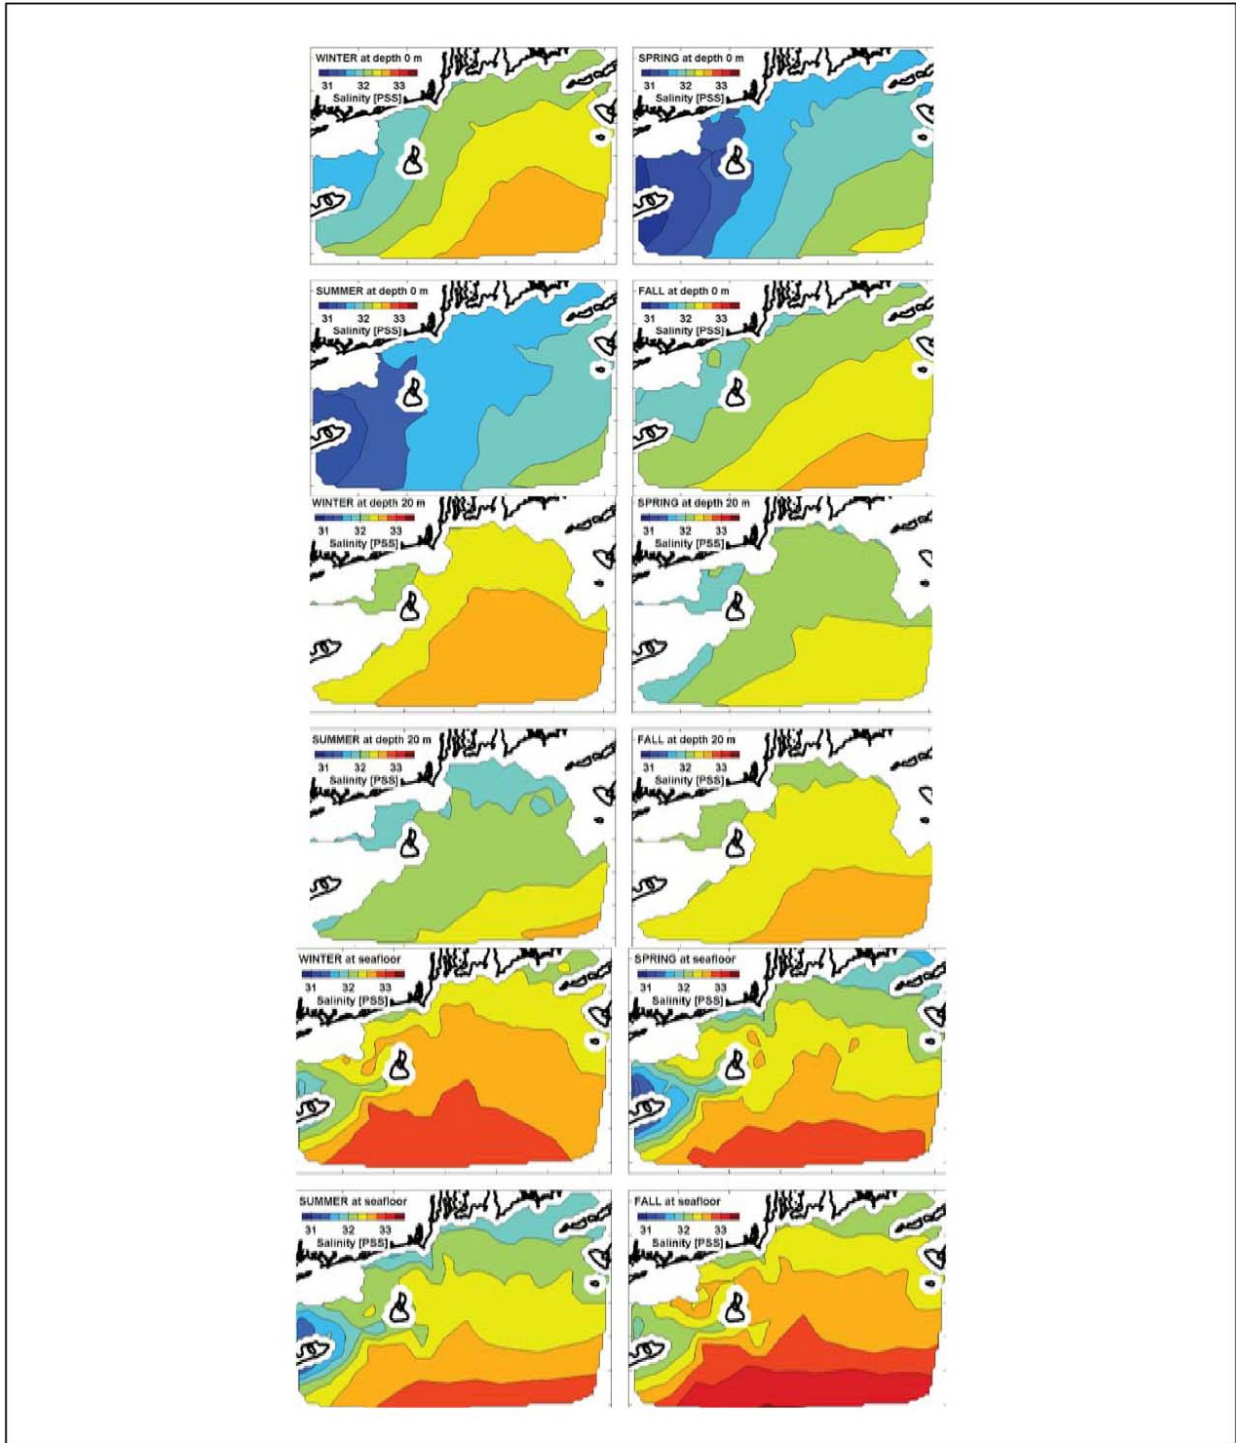 WINTER at depth 0 m
31 32 33
Salinity [PSS]
SPRING at depth 0 m
31 32 33
Salinity [PSS]
SUMMER at depth 0 m
31 32 33
Salinity [PSS]
FALL at depth 0 m
31 32 33
Salinity [PSS]
WINTER at depth 20 m
31 32 33
Salinity [PSS]
SPRING at depth 20 m
31 32 33
Salinity [PSS]
SUMMER at depth 20 m
31 32 33
Salinity [PSS]
FALL at depth 20 m
31 32 33
Salinity [PSS]
WINTER at seafloor
31 32 33
Salinity [PSS]
SPRING at seafloor
31 32 33
Salinity [PSS]
SUMMER at seafloor
31 32 33
Salinity [PSS]
FALL at seafloor
31 32 33
Salinity [PSS]